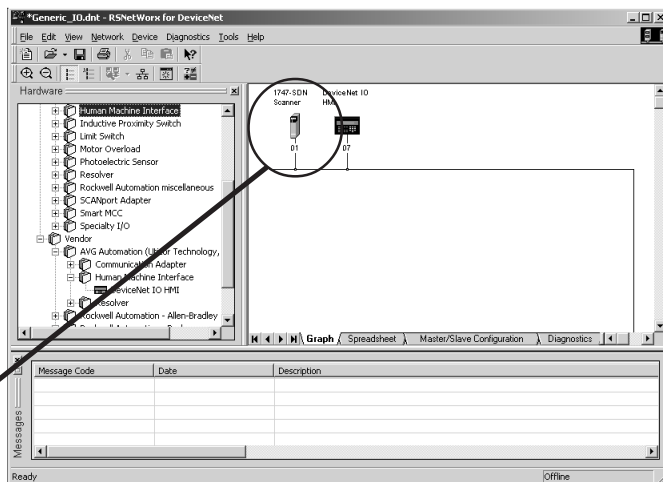 *Generic_IO.dnt - RSNetWorx for DeviceNet
File Edit View Network Device Diagnostics Tools Help
Hardware
Human Machine Interface
Inductive Proximity Switch
Limit Switch
Motor Overload
Photoelectric Sensor
Resolver
Rockwell Automation miscellaneous
SCANport Adapter
Smart MCC
Specialty I/O
Vendor
AVG Automation (Uticor Technology,
Communication Adapter
Human Machine Interface
DeviceNet IO HMI
Resolver
Rockwell Automation - Allen-Bradley
1747-SDN
Scanner
DeviceNet IO
HMI
01
07
Graph Spreadsheet Master/Slave Configuration Diagnostics
Messages
Message Code Date Description
Ready Offline